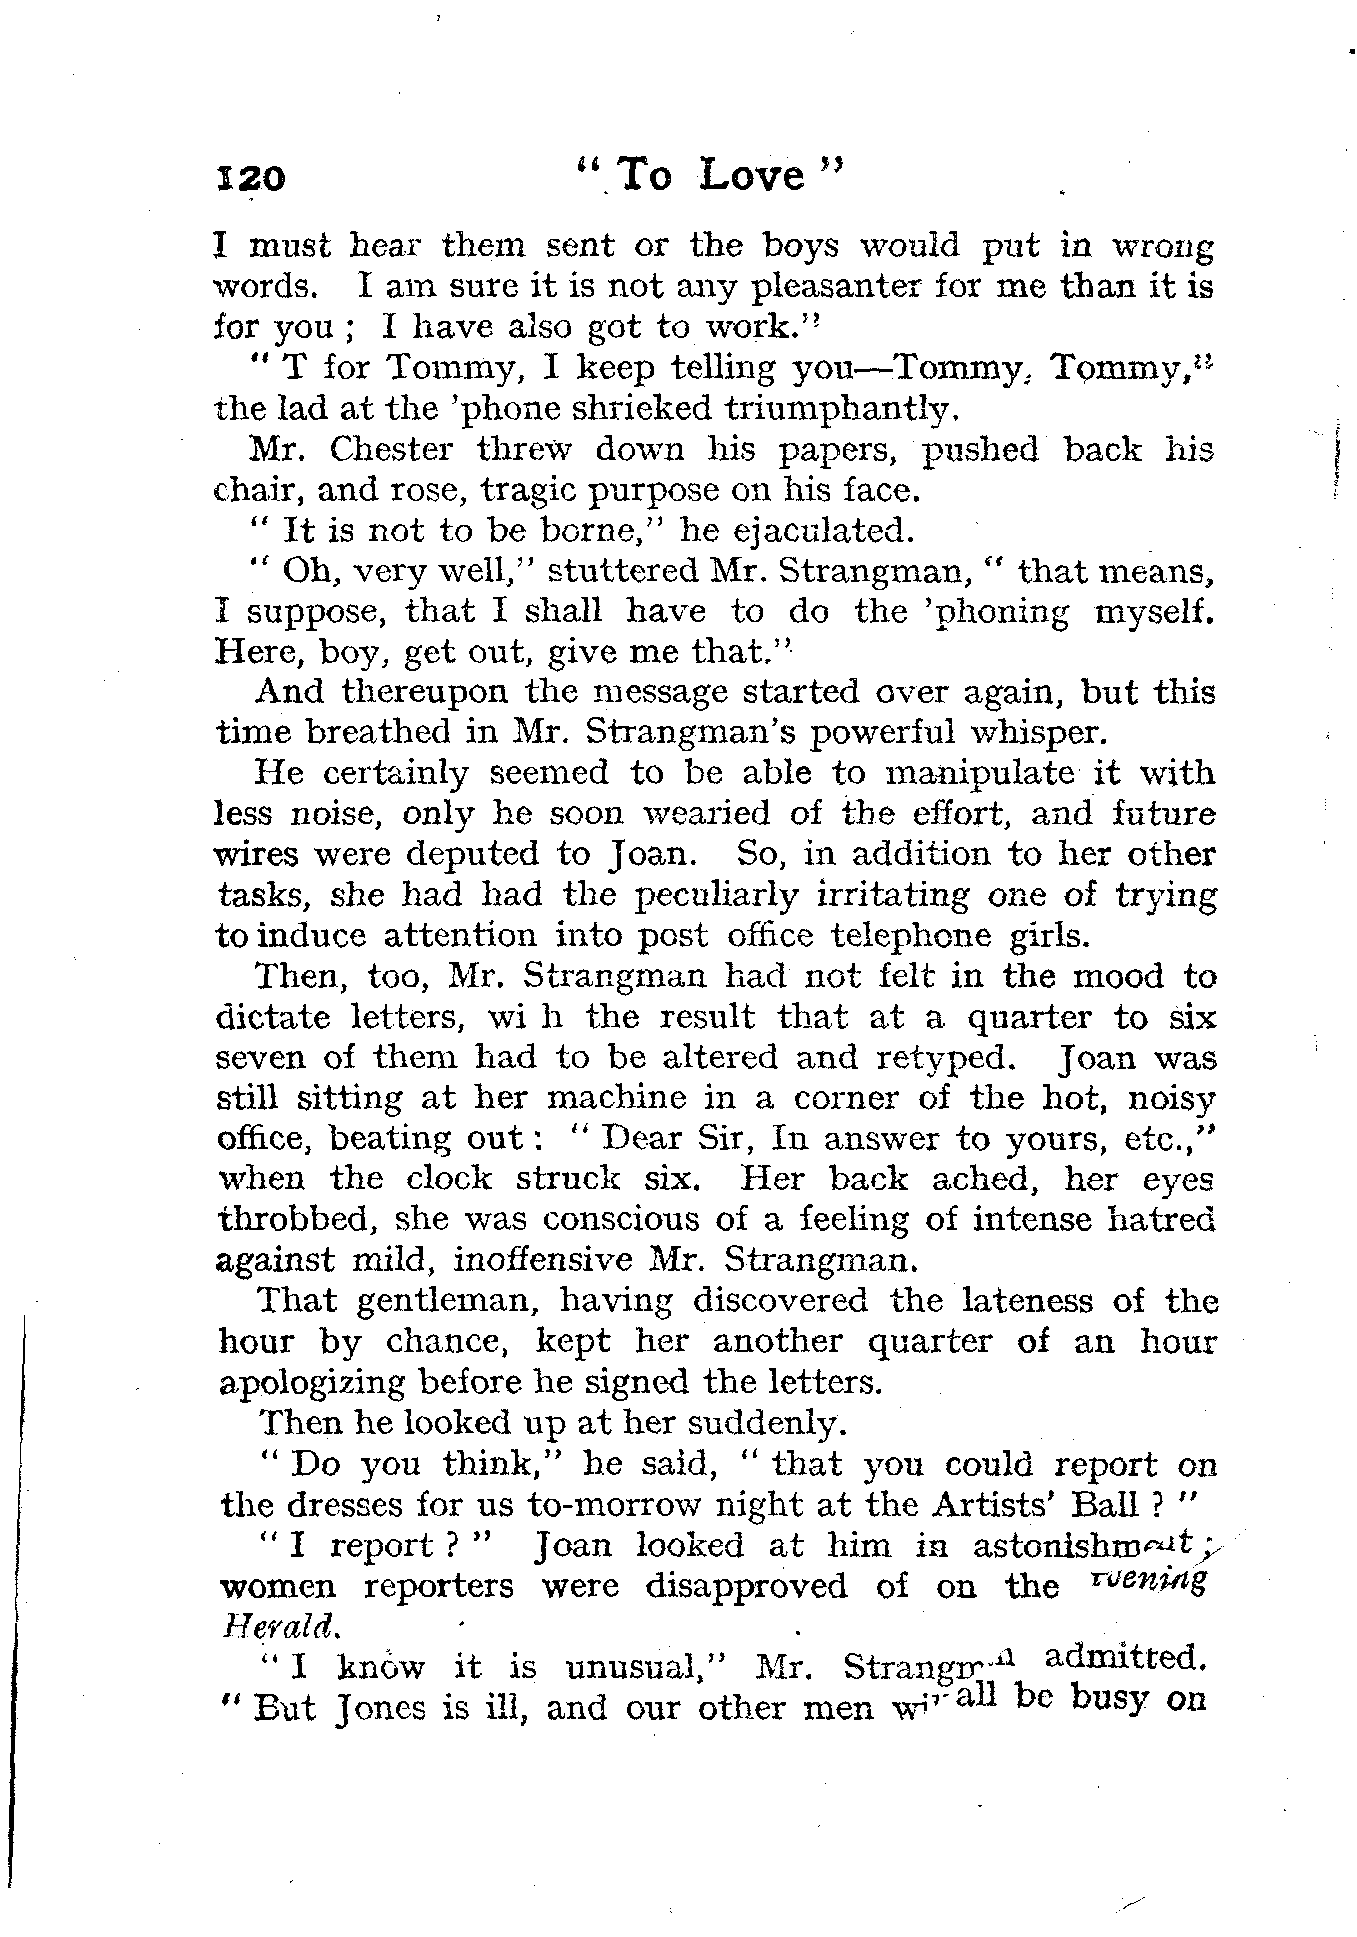 120 " To Love "
I must hear them sent or the boys would put in wrong
words. I am sure it is not any pleasanter for me than it is
for you ; I have also got to work."
" T for Tommy, I keep telling you—Tommy, Tommy,"
the lad at the 'phone shrieked triumphantly.
Mr. Chester threw down his papers, pushed back his
chair, and rose, tragic purpose on his face.
" It is not to be borne," he ejaculated.
" Oh, very well," stuttered Mr. Strangman, " that means,
I suppose, that I shall have to do the 'phoning myself.
Here, boy, get out, give me that."
And thereupon the message started over again, but this
time breathed in Mr. Strangman's powerful whisper.
He certainly seemed to be able to manipulate it with
less noise, only he soon wearied of the effort, and future
wires were deputed to Joan. So, in addition to her other
tasks, she had had the peculiarly irritating one of trying
to induce attention into post office telephone girls.
Then, too, Mr. Strangman had not felt in the mood to
dictate letters, wi h the result that at a quarter to six
seven of them had to be altered and retyped. Joan was
still sitting at her machine in a corner of the hot, noisy
office, beating out : " Dear Sir, In answer to yours, etc.,"
when the clock struck six. Her back ached, her eyes
throbbed, she was conscious of a feeling of intense hatred
against mild, inoffensive Mr. Strangman.
That gentleman, having discovered the lateness of the
hour by chance, kept her another quarter of an hour
apologizing before he signed the letters.
Then he looked up at her suddenly.
" Do you think," he said, " that you could report on
the dresses for us to-morrow night at the Artists' Ball ? "
" I report ? " Joan looked at him in astonishment ;
women reporters were disapproved of on the Evening
Herald.
" I know it is unusual," Mr. Strangman admitted.
" But Jones is ill, and our other men will all be busy on